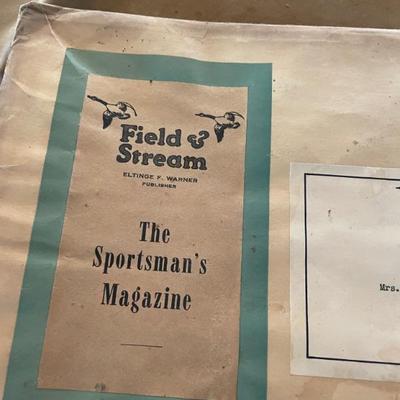 Field &
Stream
ELTINGE F. WARNER
PUBLISHER
The
Sportsman's
Magazine
Mrs.